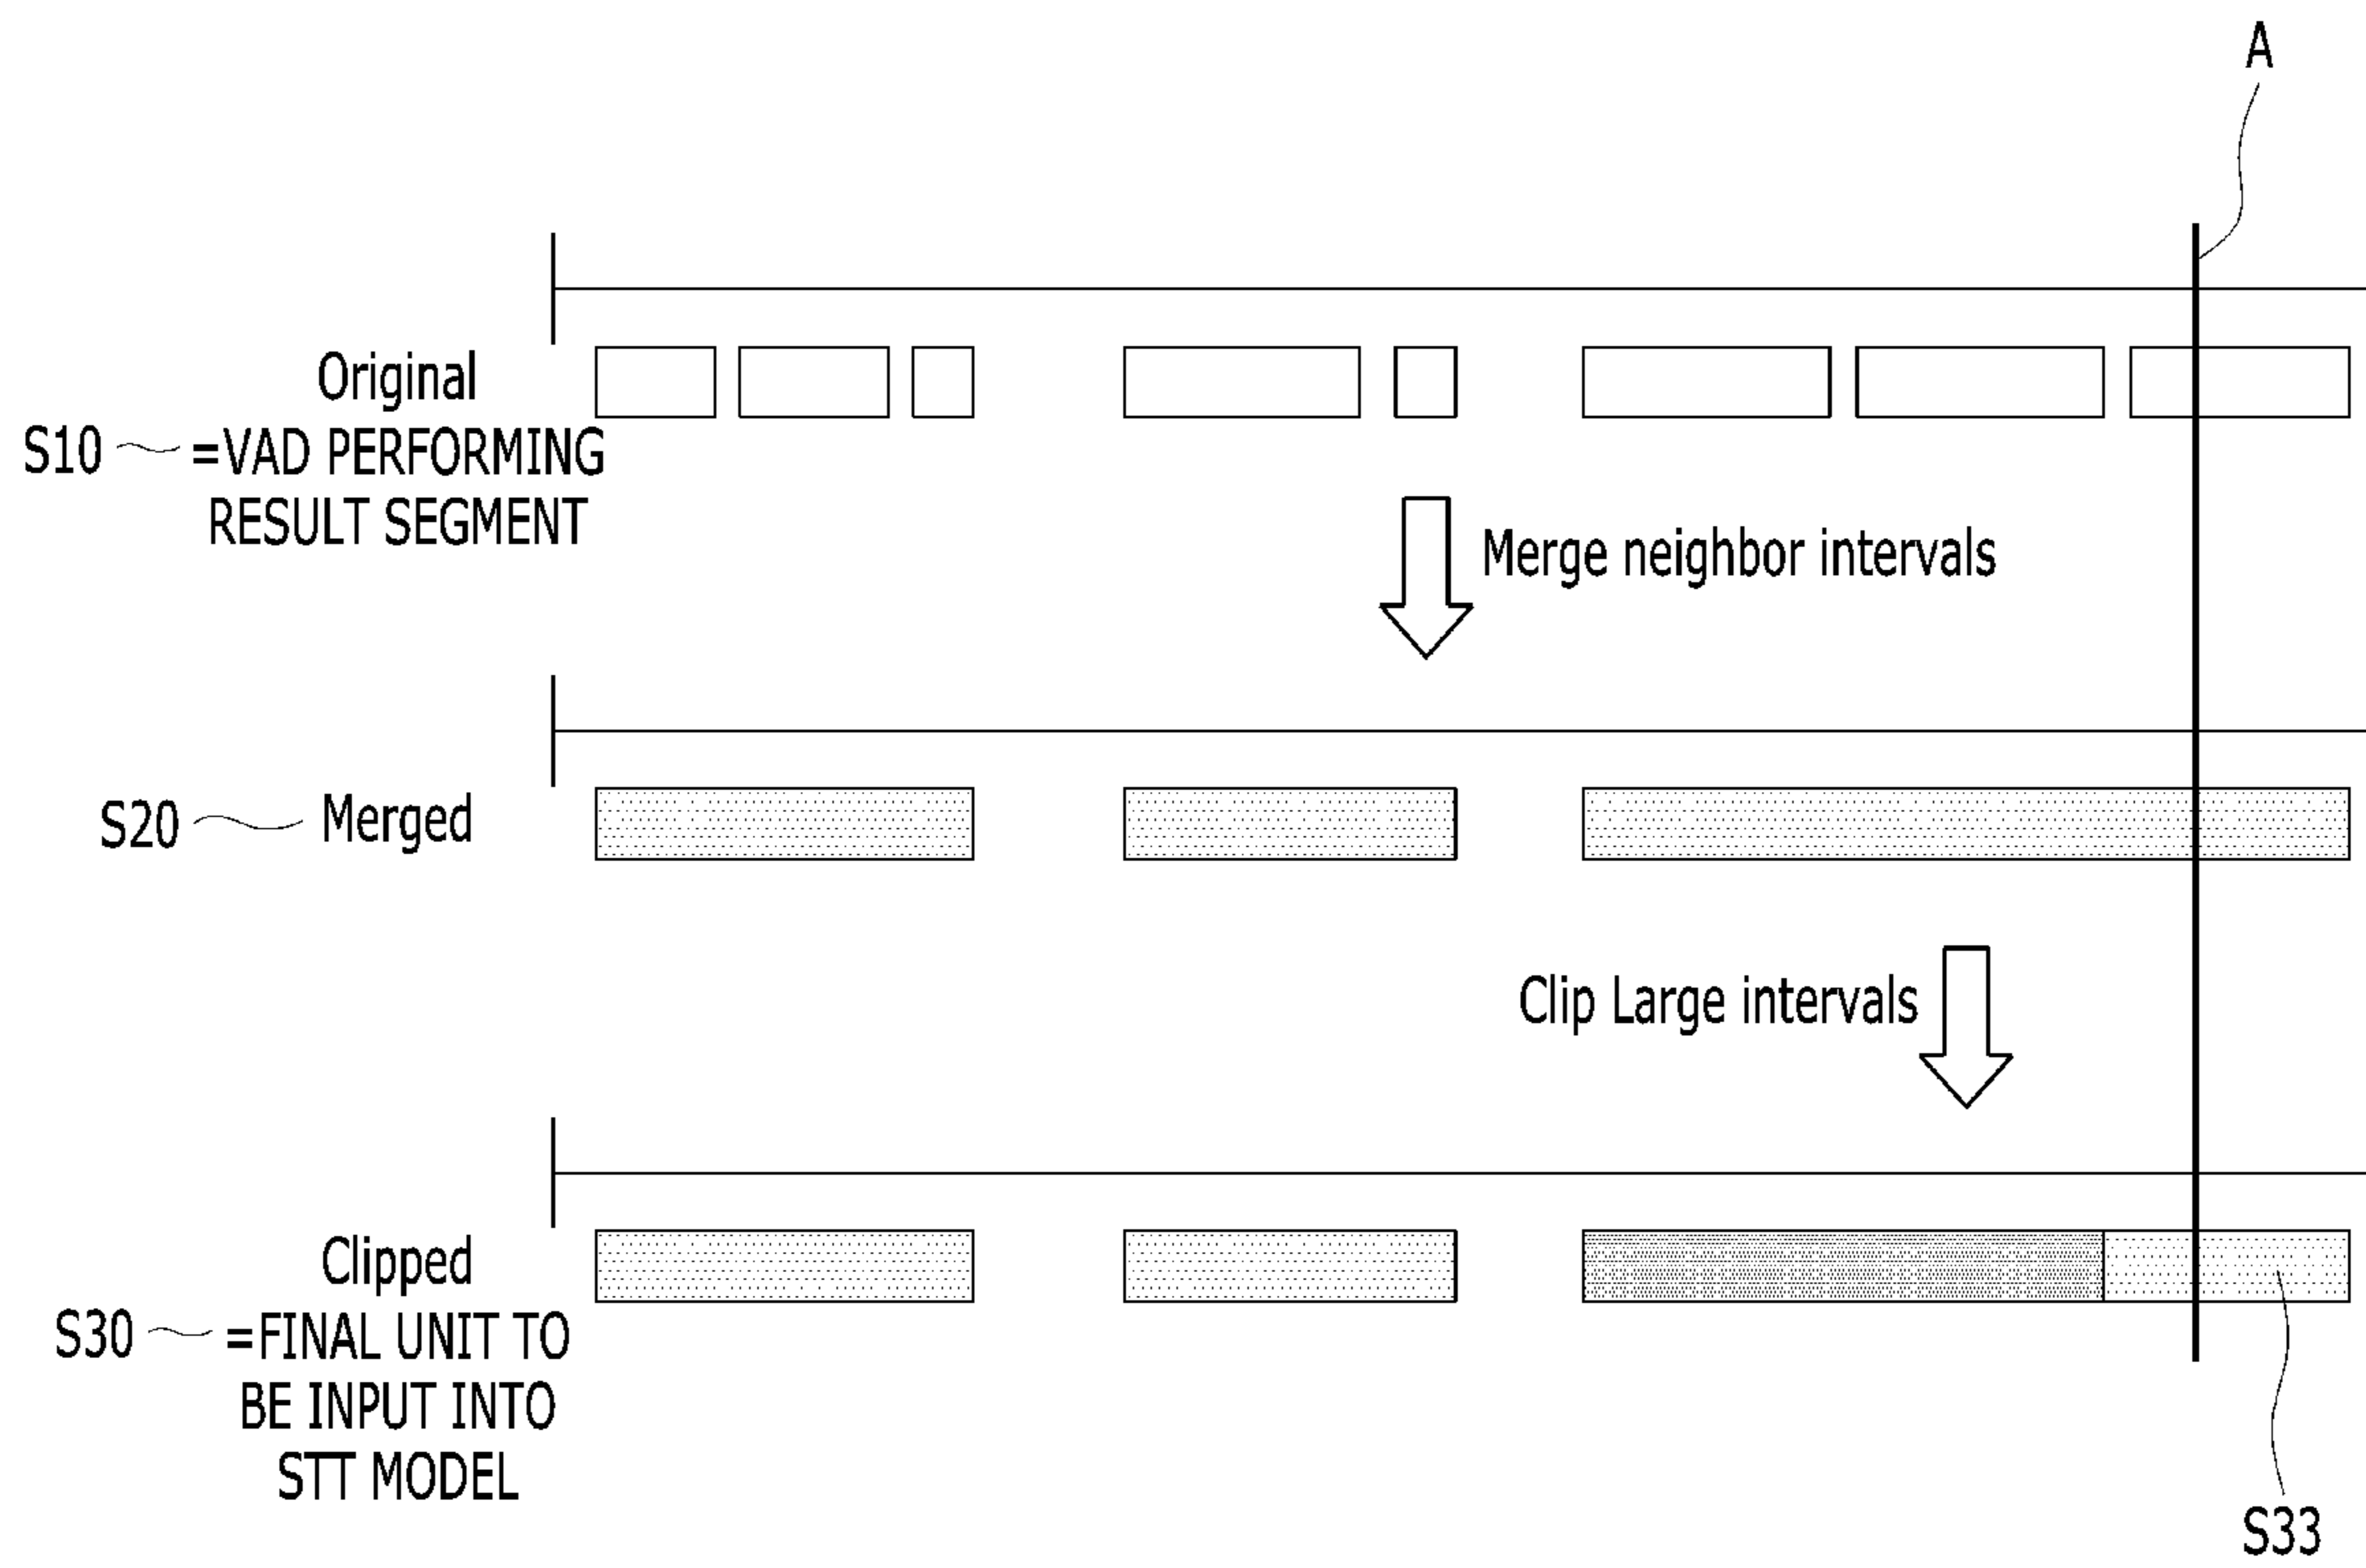 A
Original
S10 =VAD PERFORMING
RESULT SEGMENT
Merge neighbor intervals
S20 Merged
Clip Large intervals
Clipped
S30 =FINAL UNIT TO
BE INPUT INTO
STT MODEL
S33